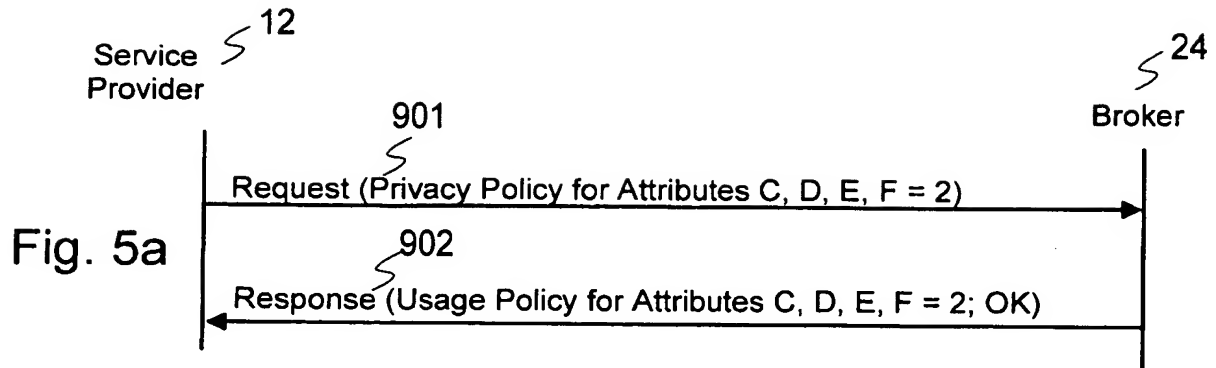 12
Service
Provider
24
Broker
901
Request (Privacy Policy for Attributes C, D, E, F = 2)
Fig. 5a
902
Response (Usage Policy for Attributes C, D, E, F = 2; OK)